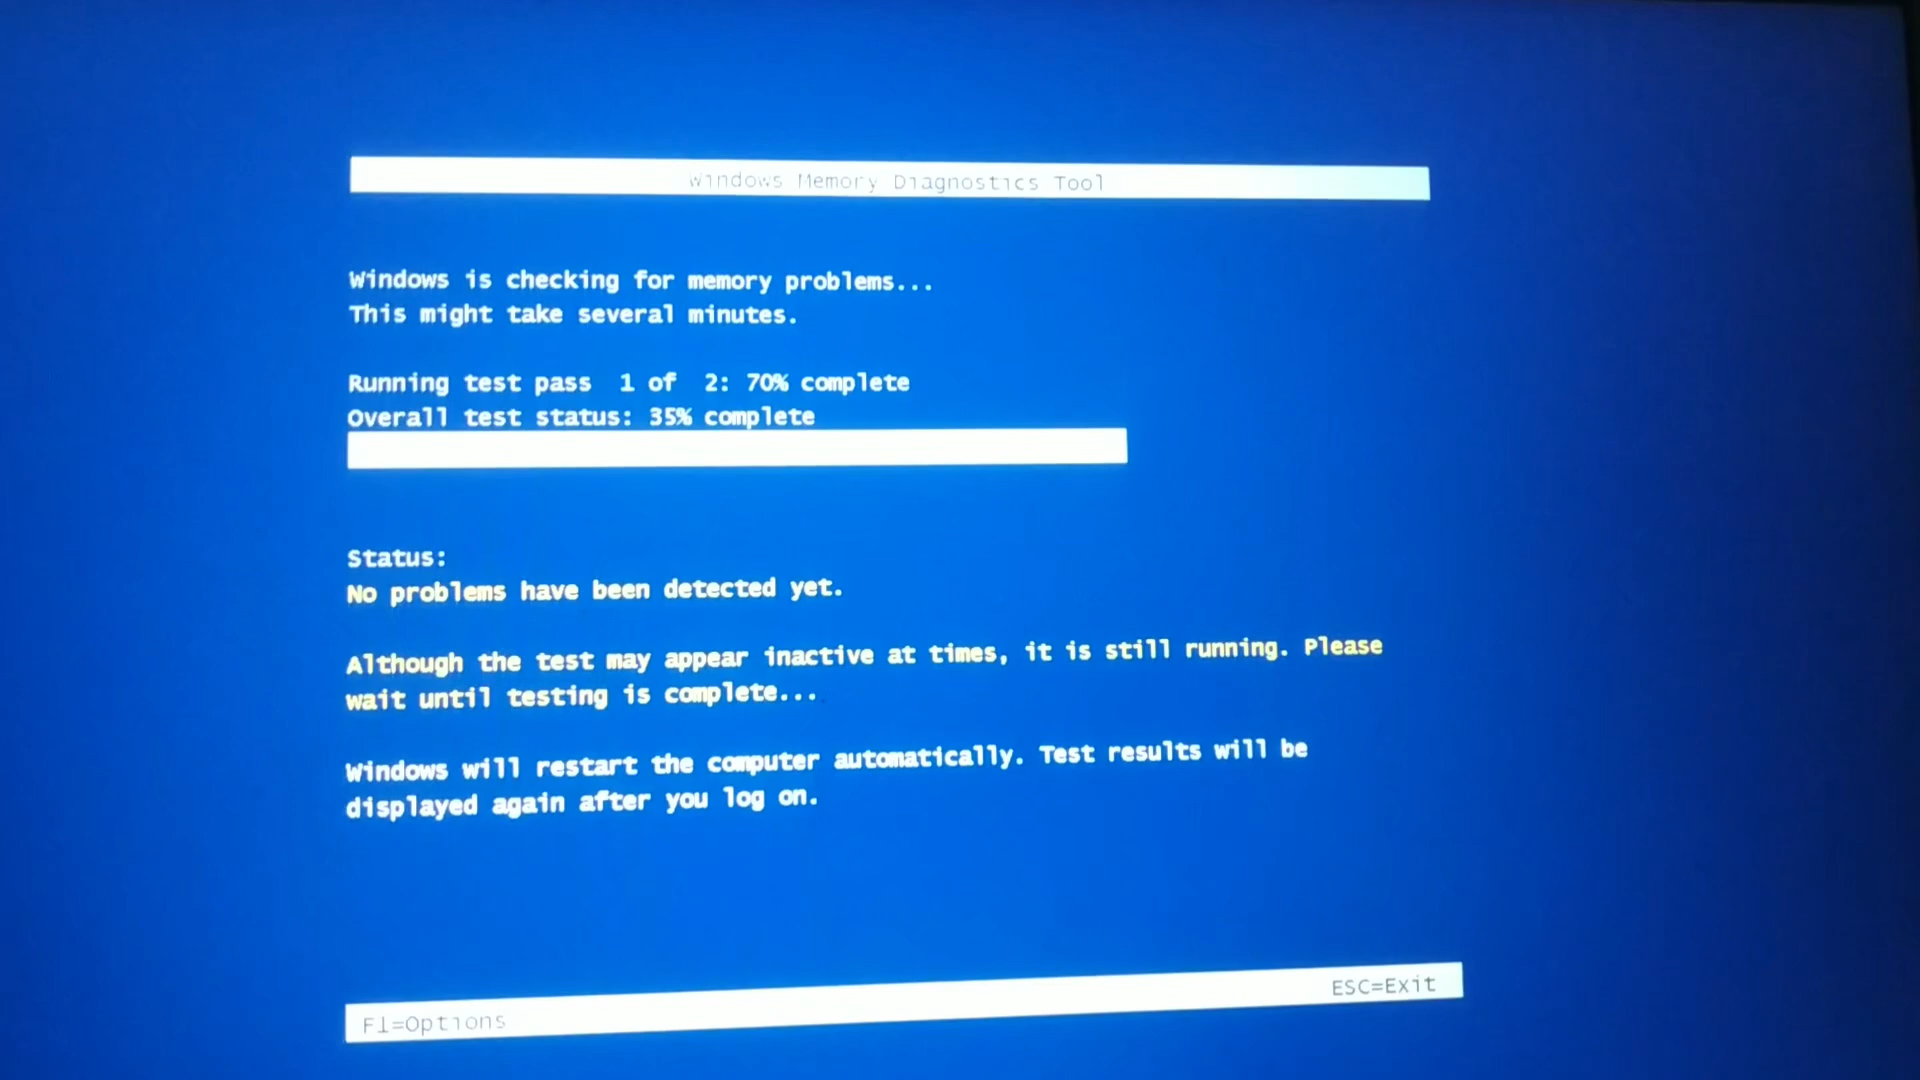 Windows Memory Diagnostics Tool
Windows is checking for memory problems...
This might take several minutes.
Running test pass  1 of  2: 70% complete
Overall test status: 35% complete
Status:
No problems have been detected yet.
Although the test may appear inactive at times, it is still running. Please
wait until testing is complete...
Windows will restart the computer automatically. Test results will be
displayed again after you log on.
F1=Options
ESC=Exit